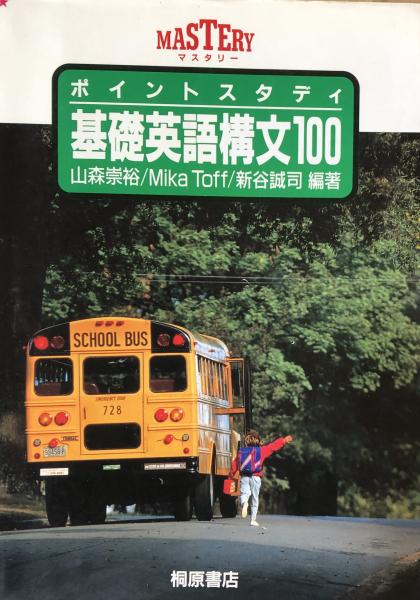 MASTERY
マスタリー
ポイントスタディ
基礎英語構文100
山森崇裕/Mika Toff/新谷誠司 編著
SCHOOL BUS
EMERGENCY DOOR
728
桐原書店